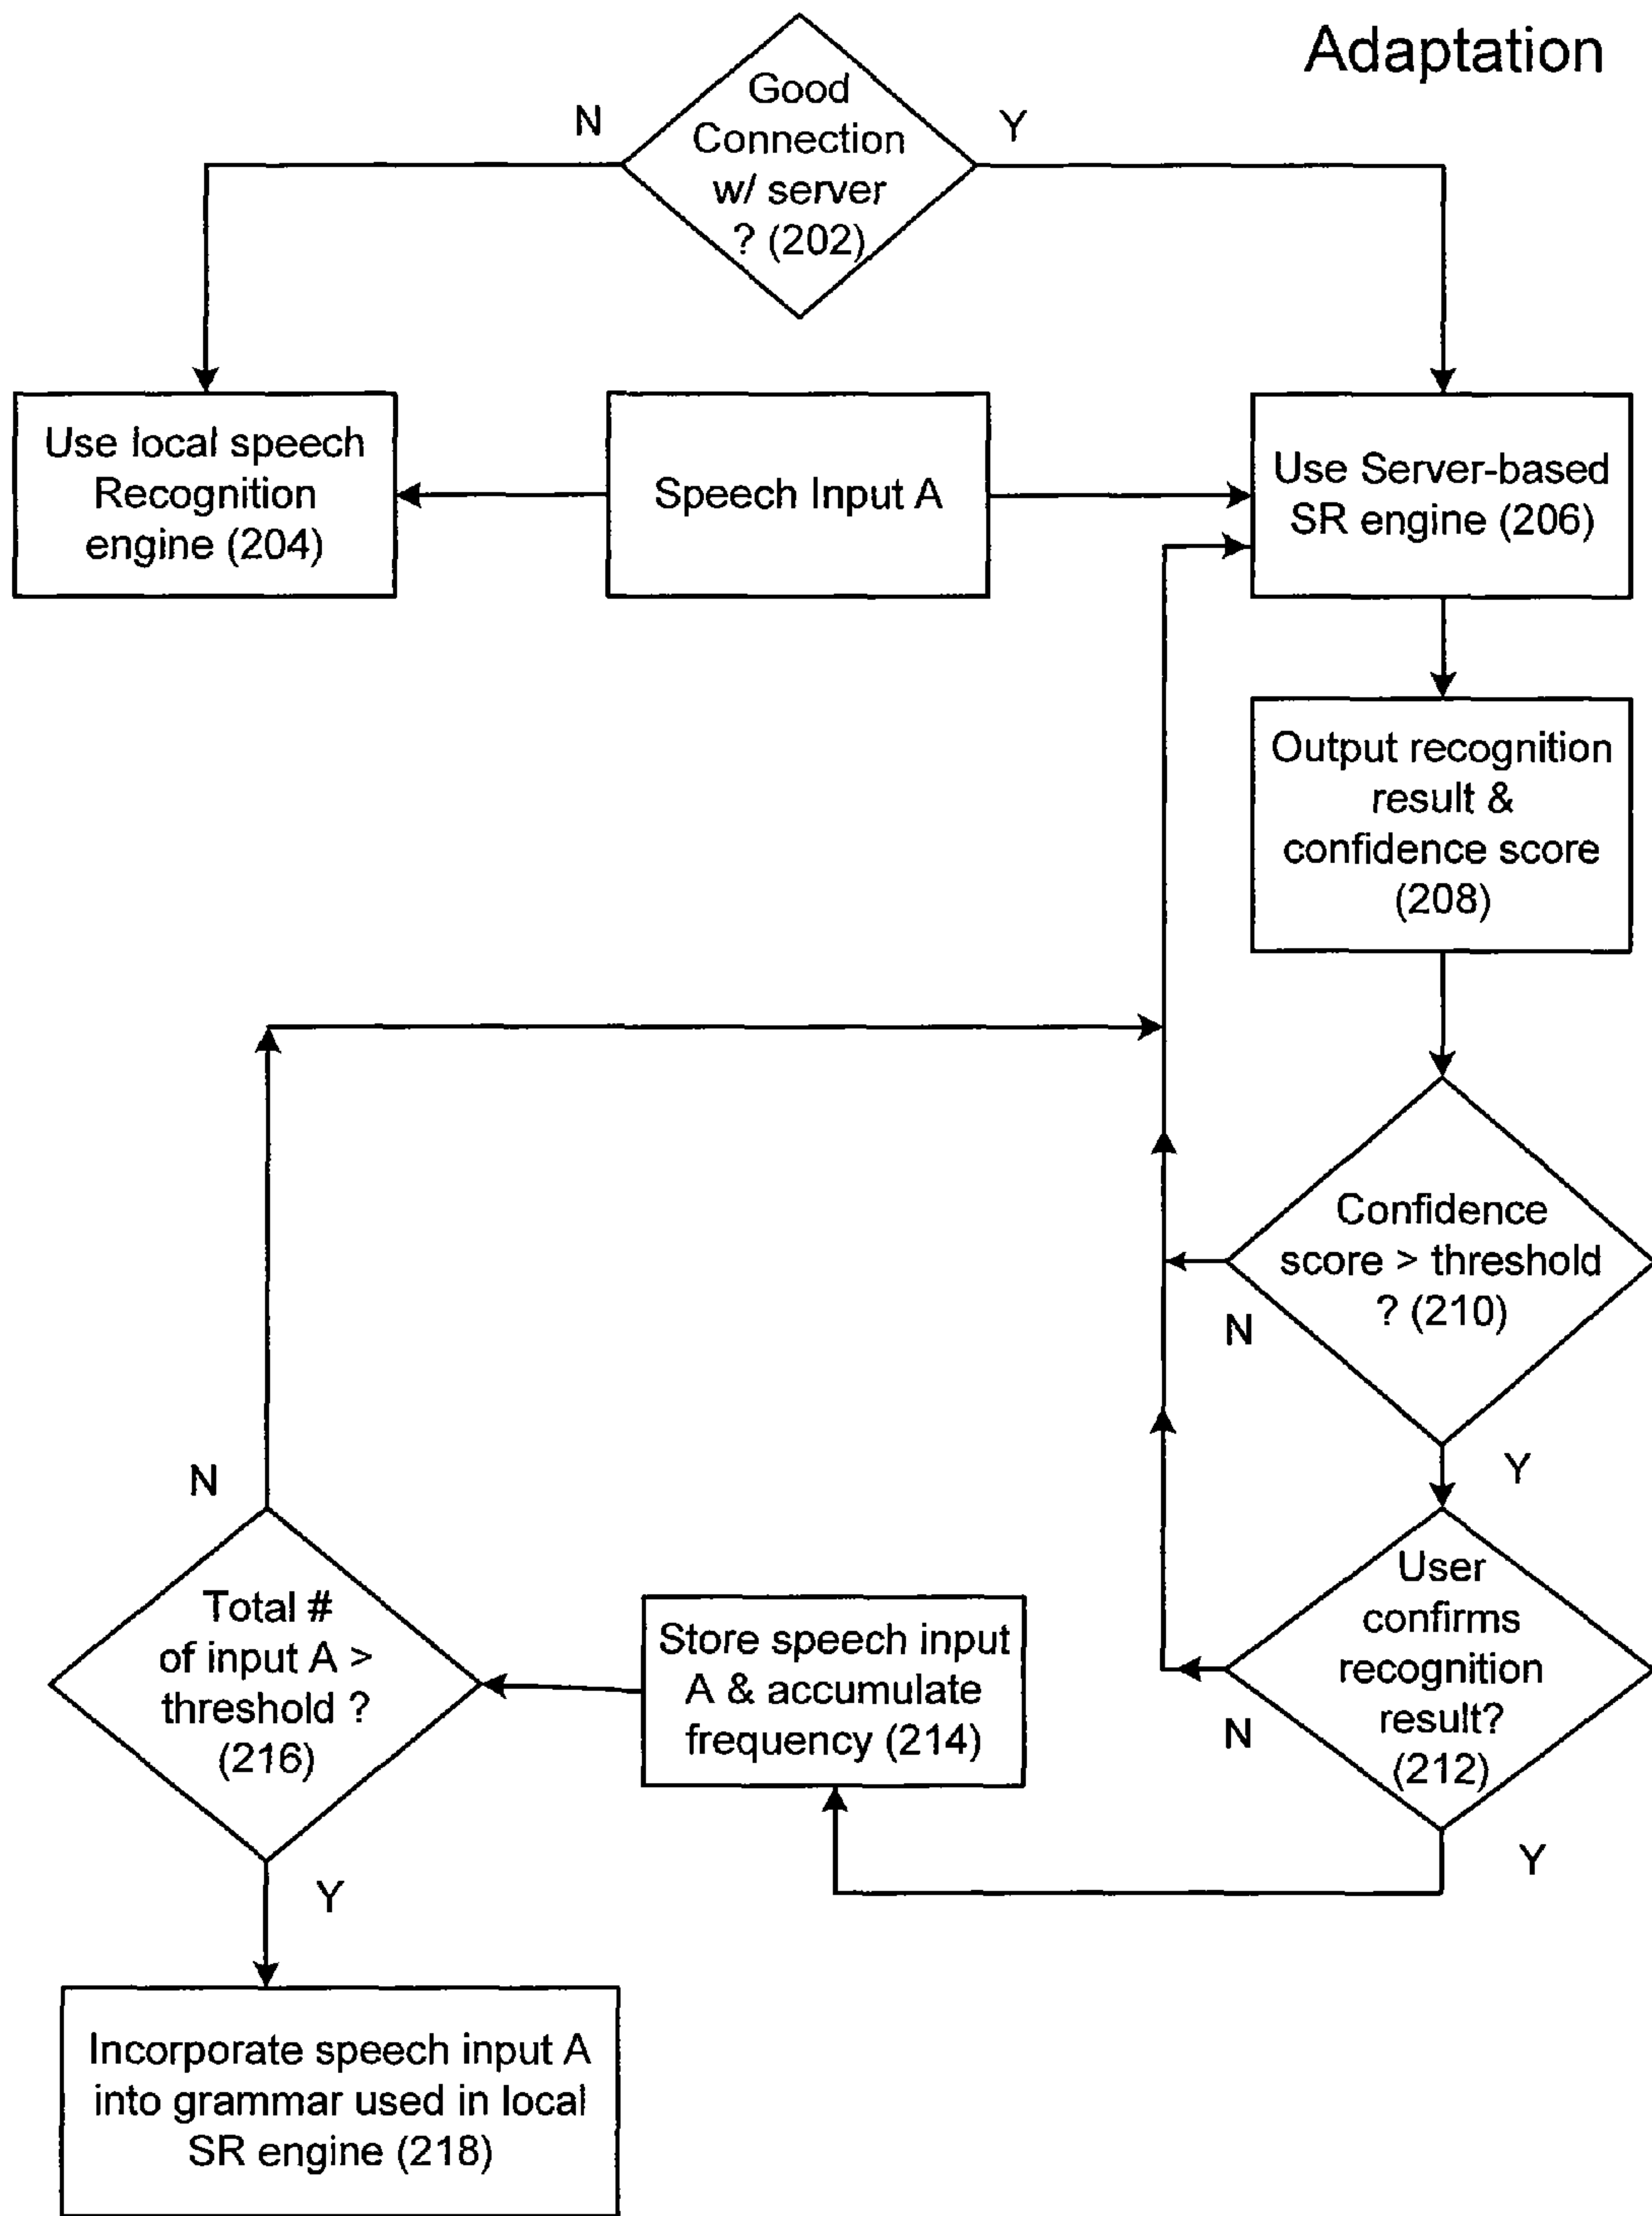 Adaptation
Good
Connection
w/ server
? (202)
N
Y
Use local speech
Recognition
engine (204)
Speech Input A
Use Server-based
SR engine (206)
Output recognition
result &
confidence score
(208)
Confidence
score > threshold
? (210)
N
Y
User
confirms
recognition
result?
(212)
N
Y
Store speech input
A & accumulate
frequency (214)
Total #
of input A >
threshold ?
(216)
N
Y
Incorporate speech input A
into grammar used in local
SR engine (218)